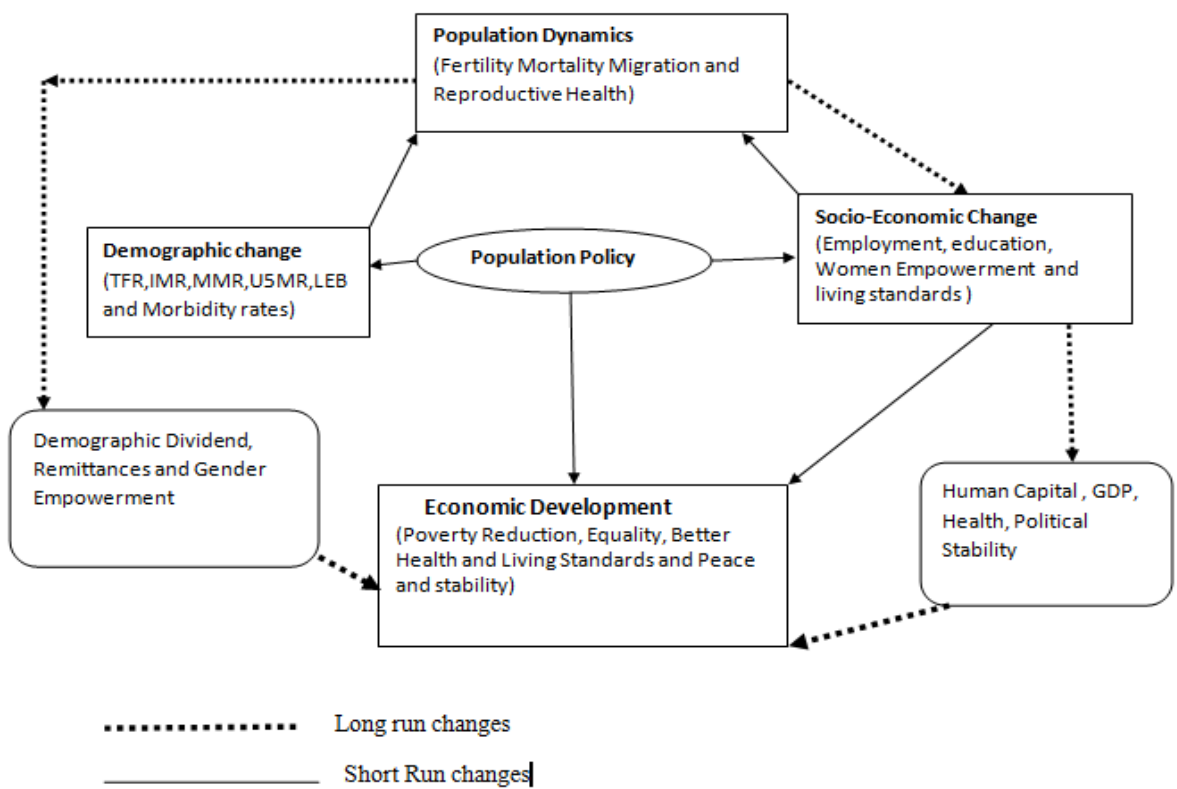 Population Dynamics
(Fertility Mortality Migration and
Reproductive Health)
Socio-Economic Change
(Employment, education,
Women Empowerment and
living standards )
Demographic change
(TFR,IMR,MMR,U5MR,LEB
and Morbidity rates)
Population Policy
Demographic Dividend,
Remittances and Gender
Empowerment
Economic Development
(Poverty Reduction, Equality, Better
Health and Living Standards and Peace
and stability)
Human Capital , GDP,
Health, Political
Stability
Long run changes
Short Run changes